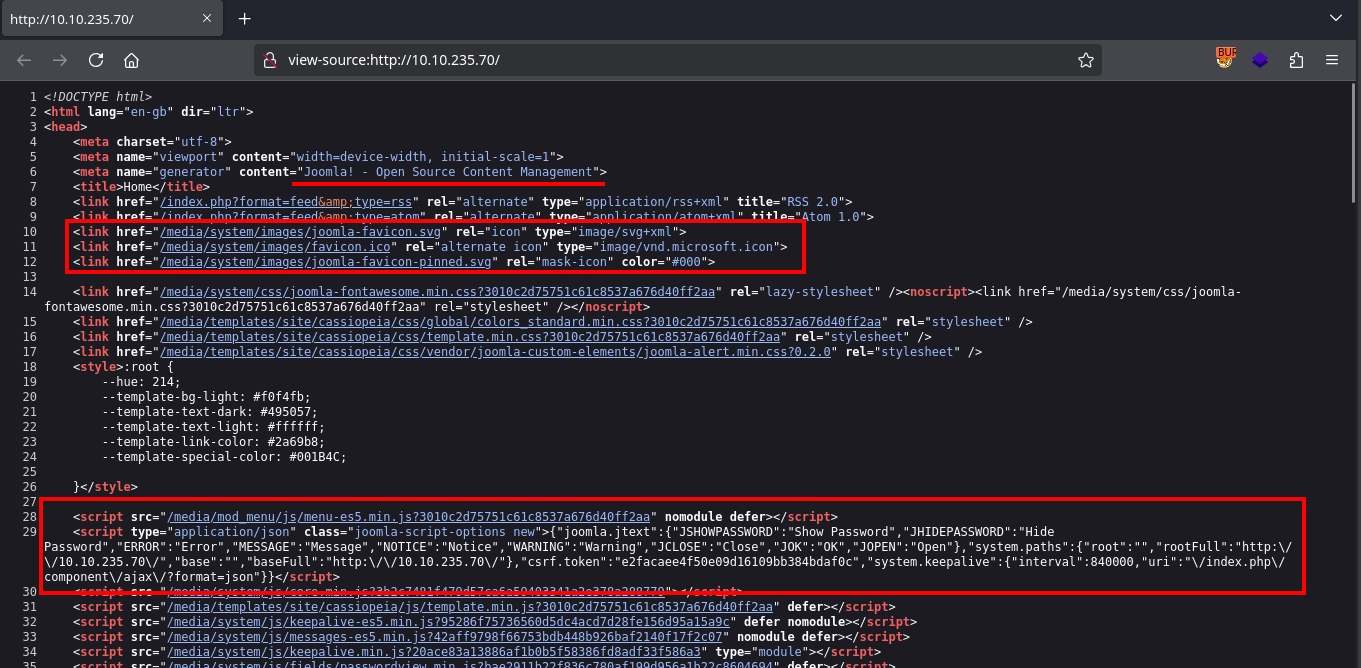 http://10.10.235.70/
view-source:http://10.10.235.70/
BUR
1 <!DOCTYPE html>
2 <html lang="en-gb" dir="ltr">
3 <head>
4 <meta charset="utf-8">
5 <meta name="viewport" content="width=device-width, initial-scale=1">
6 <meta name="generator" content="Joomla! - Open Source Content Management">
7 <title>Home</title>
8 <link href="/index.php?format=feed&amp;type=rss" rel="alternate" type="application/rss+xml" title="RSS 2.0">
9 <link href="/index.php?format=feed&amp;type=atom" rel="alternate" type="application/atom+xml" title="Atom 1.0">
10 <link href="/media/system/images/joomla-favicon.svg" rel="icon" type="image/svg+xml">
11 <link href="/media/system/images/favicon.ico" rel="alternate icon" type="image/vnd.microsoft.icon">
12 <link href="/media/system/images/joomla-favicon-pinned.svg" rel="mask-icon" color="#000">
13
14 <link href="/media/system/css/joomla-fontawesome.min.css?3010c2d75751c61c8537a676d40ff2aa" rel="lazy-stylesheet" /><noscript><link href="/media/system/css/joomla-
fontawesome.min.css?3010c2d75751c61c8537a676d40ff2aa" rel="stylesheet" /></noscript>
15 <link href="/media/templates/site/cassiopeia/css/global/colors_standard.min.css?3010c2d75751c61c8537a676d40ff2aa" rel="stylesheet" />
16 <link href="/media/templates/site/cassiopeia/css/template.min.css?3010c2d75751c61c8537a676d40ff2aa" rel="stylesheet" />
17 <link href="/media/templates/site/cassiopeia/css/vendor/joomla-custom-elements/joomla-alert.min.css?0.2.0" rel="stylesheet" />
18 <style>:root {
19 --hue: 214;
20 --template-bg-light: #f0f4fb;
21 --template-text-dark: #495057;
22 --template-text-light: #ffffff;
23 --template-link-color: #2a69b8;
24 --template-special-color: #001B4C;
25
26 }</style>
27
28 <script src="/media/mod_menu/js/menu-es5.min.js?3010c2d75751c61c8537a676d40ff2aa" nomodule defer></script>
29 <script type="application/json" class="joomla-script-options new">{"joomla.jtext":{"JSHOWPASSWORD":"Show Password","JHIDEPASSWORD":"Hide
Password","ERROR":"Error","MESSAGE":"Message","NOTICE":"Notice","WARNING":"Warning","JCLOSE":"Close","JOK":"OK","JOPEN":"Open"},"system.paths":{"root":"","rootFull":"http:\/
\/10.10.235.70\/","base":"","baseFull":"http:\/\/10.10.235.70\/"},"csrf.token":"e2facaee4f50e09d16109bb384bdaf0c","system.keepalive":{"interval":840000,"uri":"\/index.php\/
component\/ajax\/?format=json"}}</script>
30
31 <script src="/media/templates/site/cassiopeia/js/template.min.js?3010c2d75751c61c8537a676d40ff2aa" defer></script>
32 <script src="/media/system/js/keepalive-es5.min.js?95286f75736560d5dc4acd7d28fe156d95a15a9c" defer nomodule></script>
33 <script src="/media/system/js/messages-es5.min.js?42aff9798f66753bdb448b926baf2140f17f2c07" nomodule defer></script>
34 <script src="/media/system/js/keepalive.min.js?20ace83a13886af1b0b5f58386fd8adf33f586a3" type="module"></script>
35 <script src="/media/system/js/fields/passwordview.min.js?bae2911b22f836c780af199d956a1b22c8604694" defer></script>